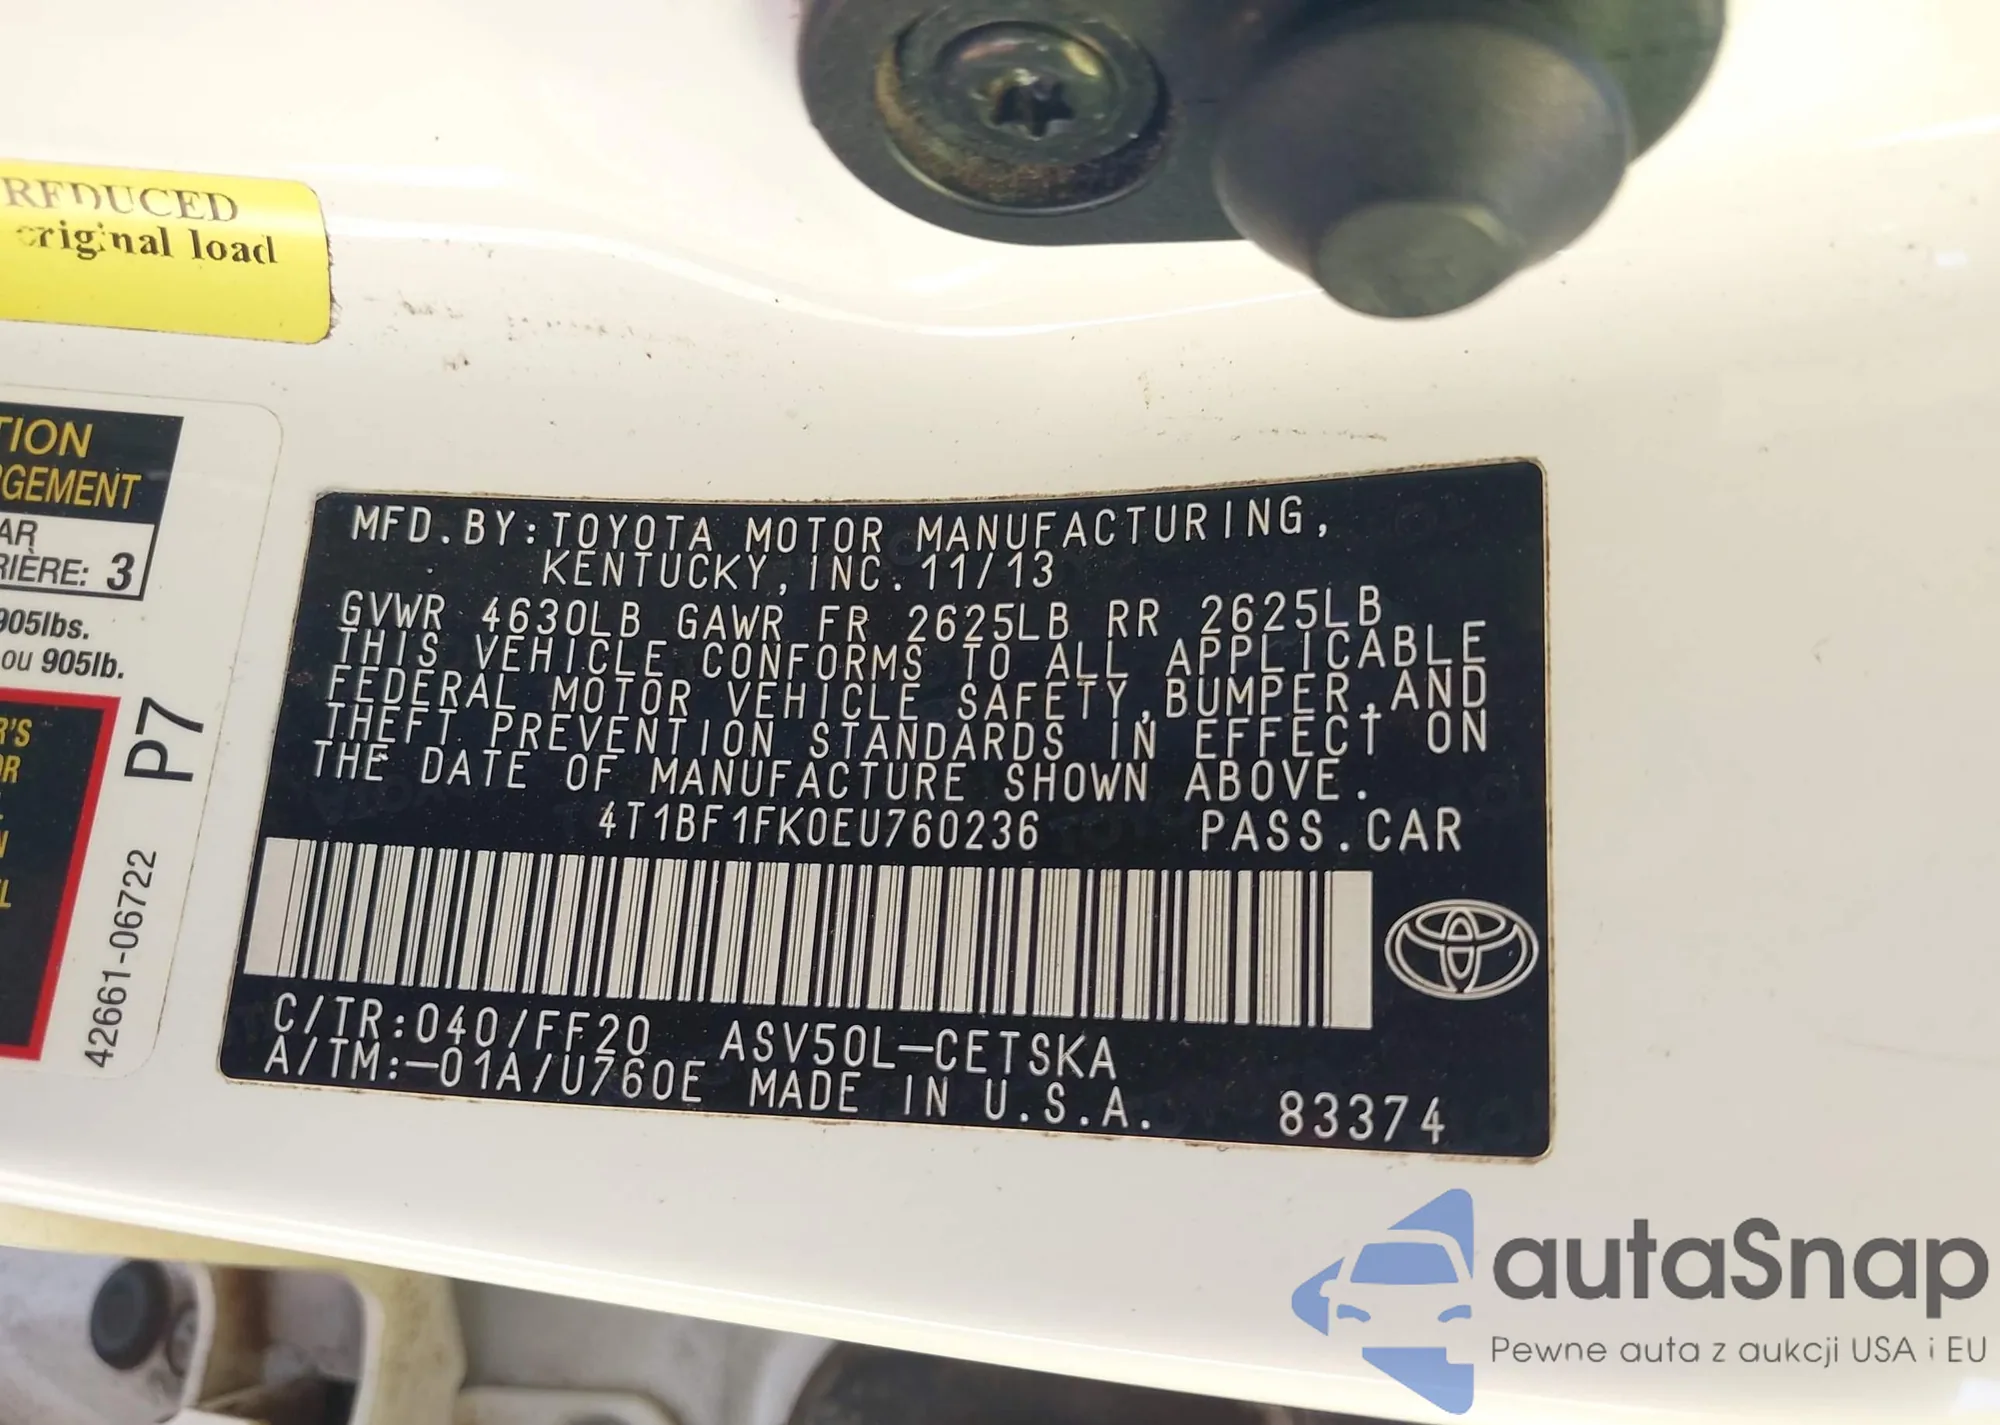 REDUCED
original load
TION
RGEMENT
AR
RIÈRE: 3
905lbs.
ou 905lb.
R'S
OR
N
L
P7
42661-06722
MFD.BY:TOYOTA MOTOR MANUFACTURING,
KENTUCKY,INC.11/13
GVWR 4630LB GAWR FR 2625LB RR 2625LB
THIS VEHICLE CONFORMS TO ALL APPLICABLE
FEDERAL MOTOR VEHICLE SAFETY,BUMPER,AND
THEFT PREVENTION STANDARDS IN EFFECT ON
THE DATE OF MANUFACTURE SHOWN ABOVE.
4T1BF1FK0EU760236 PASS.CAR
C/TR:040/FF20 ASV50L-CETSKA
A/TM:-01A/U760E MADE IN U.S.A. 83374
autaSnap
Pewne auta z aukcji USA i EU